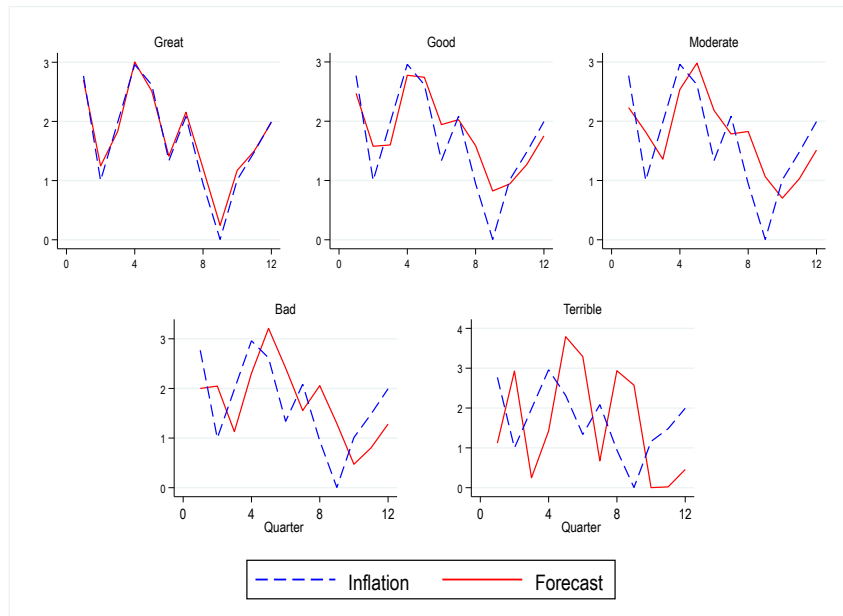 Great Good Moderate
3 3 3
2 2 2
1 1 1
0 0 0
0 4 8 12 0 4 8 12 0 4 8 12
Bad Terrible
4
3 3
2 2
1 1
0 0
0 4 8 12 0 4 8 12
Quarter Quarter
Inflation Forecast